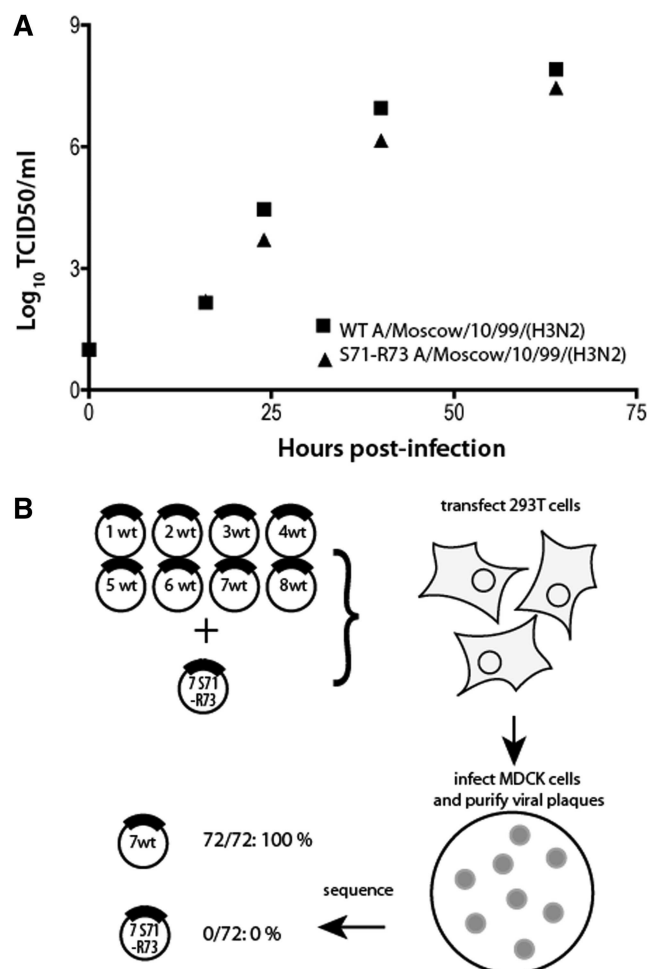 A
9
6
3
0
Log10 TCID50/ml
WT A/Moscow/10/99/(H3N2)
S71-R73 A/Moscow/10/99/(H3N2)
0
25
50
75
Hours post-infection
B
1 wt
2 wt
3wt
4wt
5 wt
6 wt
7wt
8wt
+
7 S71
-R73
transfect 293T cells
infect MDCK cells
and purify viral plaques
7wt
72/72: 100 %
sequence
7 S71
-R73
0/72: 0 %